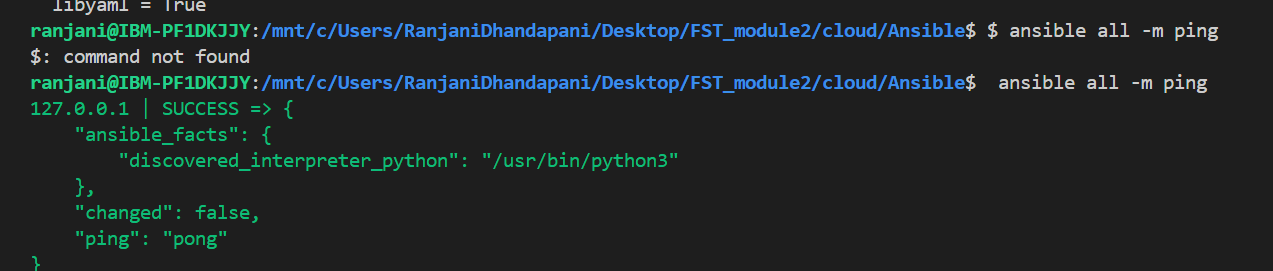 libyaml = True
ranjani@IBM-PF1DKJJY:/mnt/c/Users/RanjaniDhandapani/Desktop/FST_module2/cloud/Ansible$ $ ansible all -m ping
$: command not found
ranjani@IBM-PF1DKJJY:/mnt/c/Users/RanjaniDhandapani/Desktop/FST_module2/cloud/Ansible$  ansible all -m ping
127.0.0.1 | SUCCESS => {
    "ansible_facts": {
        "discovered_interpreter_python": "/usr/bin/python3"
    },
    "changed": false,
    "ping": "pong"
}